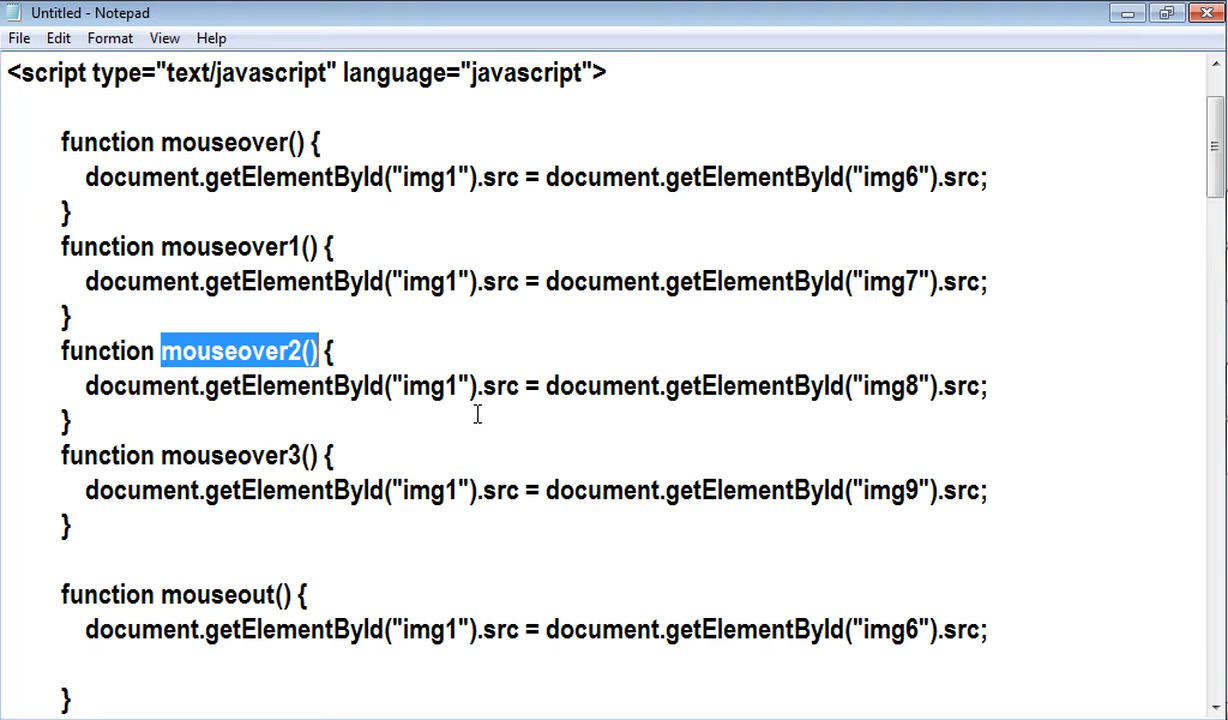 Untitled - Notepad
File Edit Format View Help
<script type="text/javascript" language="javascript">
function mouseover() {
document.getElementById("img1").src = document.getElementById("img6").src;
}
function mouseover1() {
document.getElementById("img1").src = document.getElementById("img7").src;
}
function mouseover2() {
document.getElementById("img1").src = document.getElementById("img8").src;
}
function mouseover3() {
document.getElementById("img1").src = document.getElementById("img9").src;
}
function mouseout() {
document.getElementById("img1").src = document.getElementById("img6").src;
}